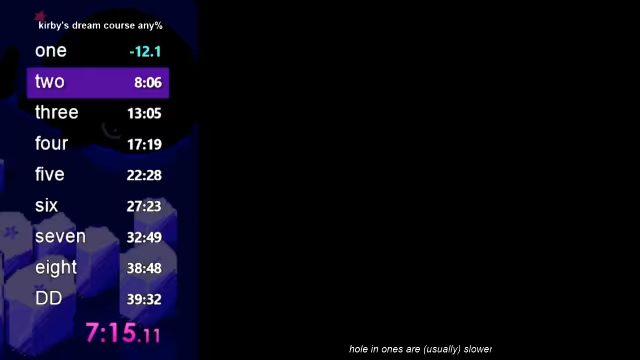 kirby's dream course any%
one -12.1
two 8:06
three 13:05
four 17:19
five 22:28
six 27:23
seven 32:49
eight 38:48
DD 39:32
7:15.11
hole in ones are (usually) slower